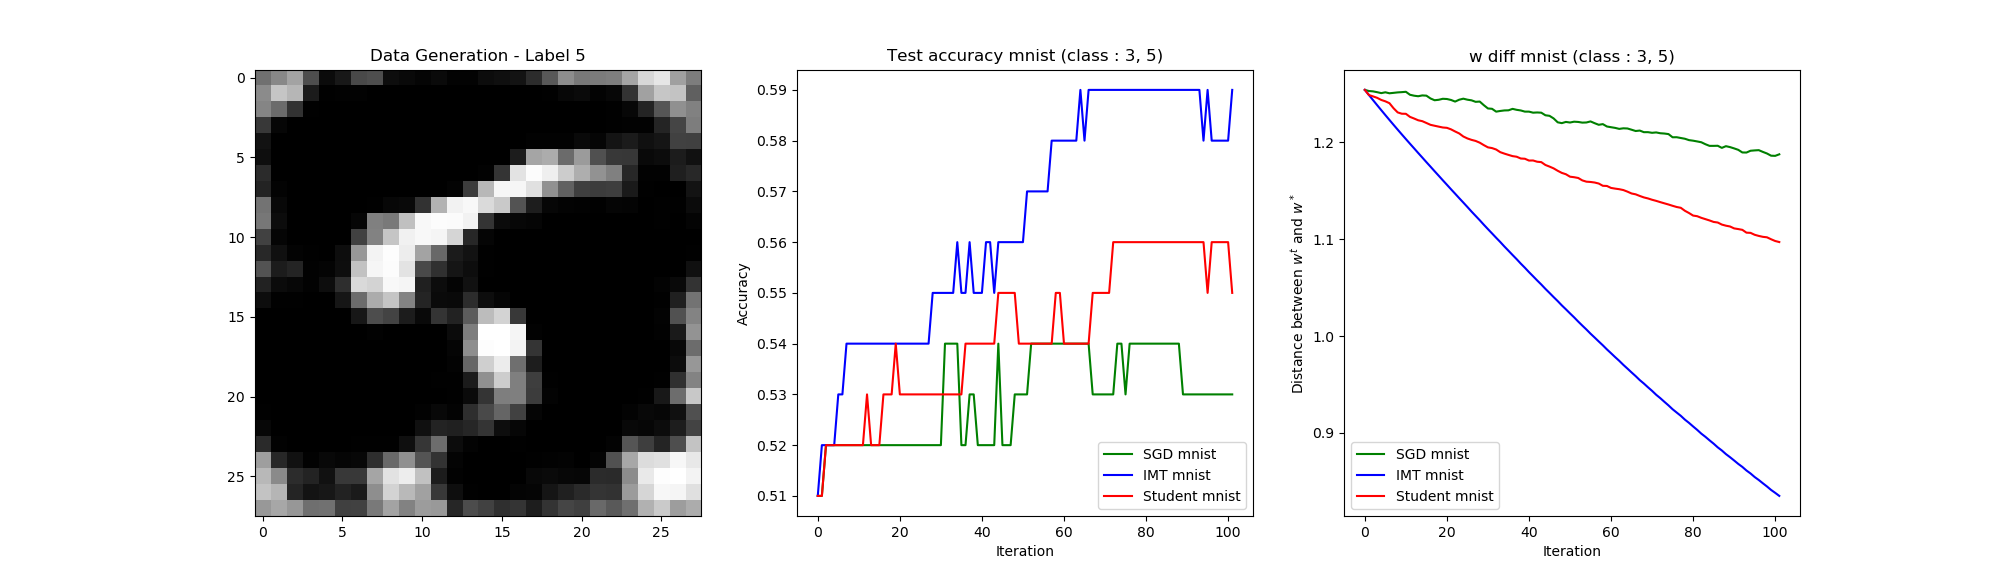 Data Generation - Label 5
0
5
10
15
20
25
0 5 10 15 20 25
Test accuracy mnist (class : 3, 5)
Accuracy
0.59
0.58
0.57
0.56
0.55
0.54
0.53
0.52
0.51
SGD mnist
IMT mnist
Student mnist
0 20 40 60 80 100
Iteration
w diff mnist (class : 3, 5)
Distance between w^t and w^*
1.2
1.1
1.0
0.9
SGD mnist
IMT mnist
Student mnist
0 20 40 60 80 100
Iteration